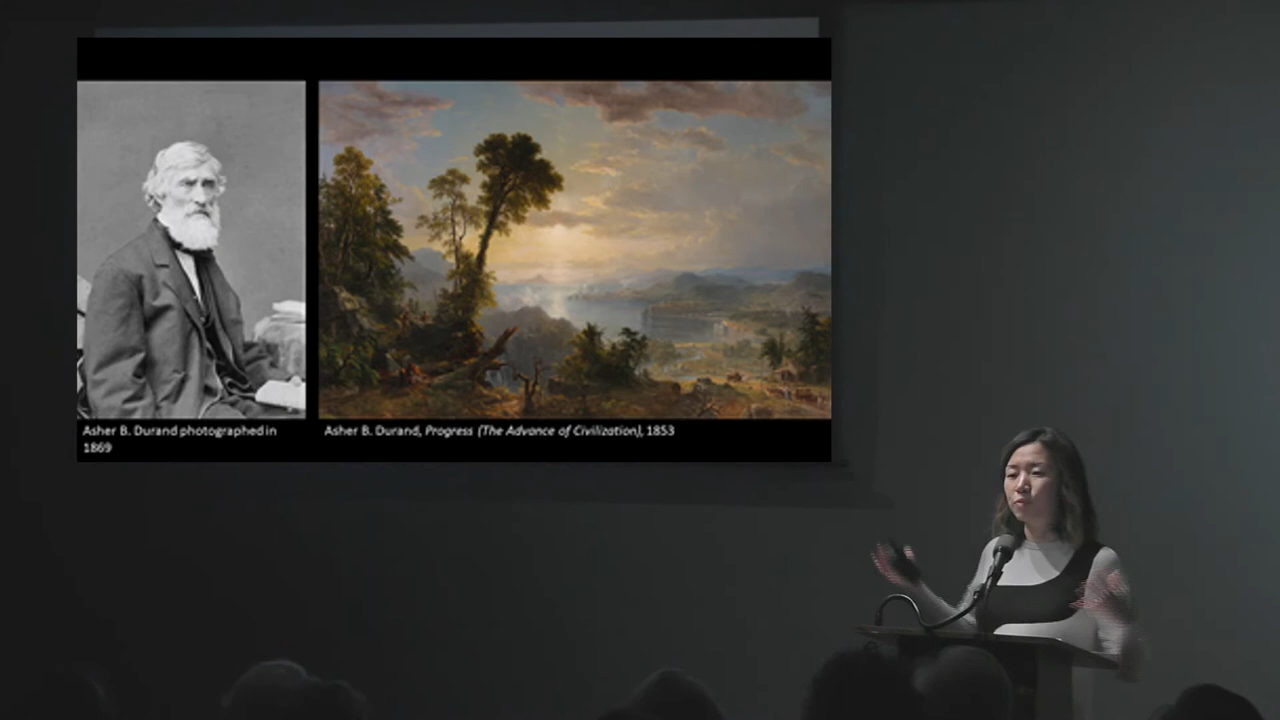 Asher B. Durand photographed in
1869
Asher B. Durand, Progress (The Advance of Civilization), 1853